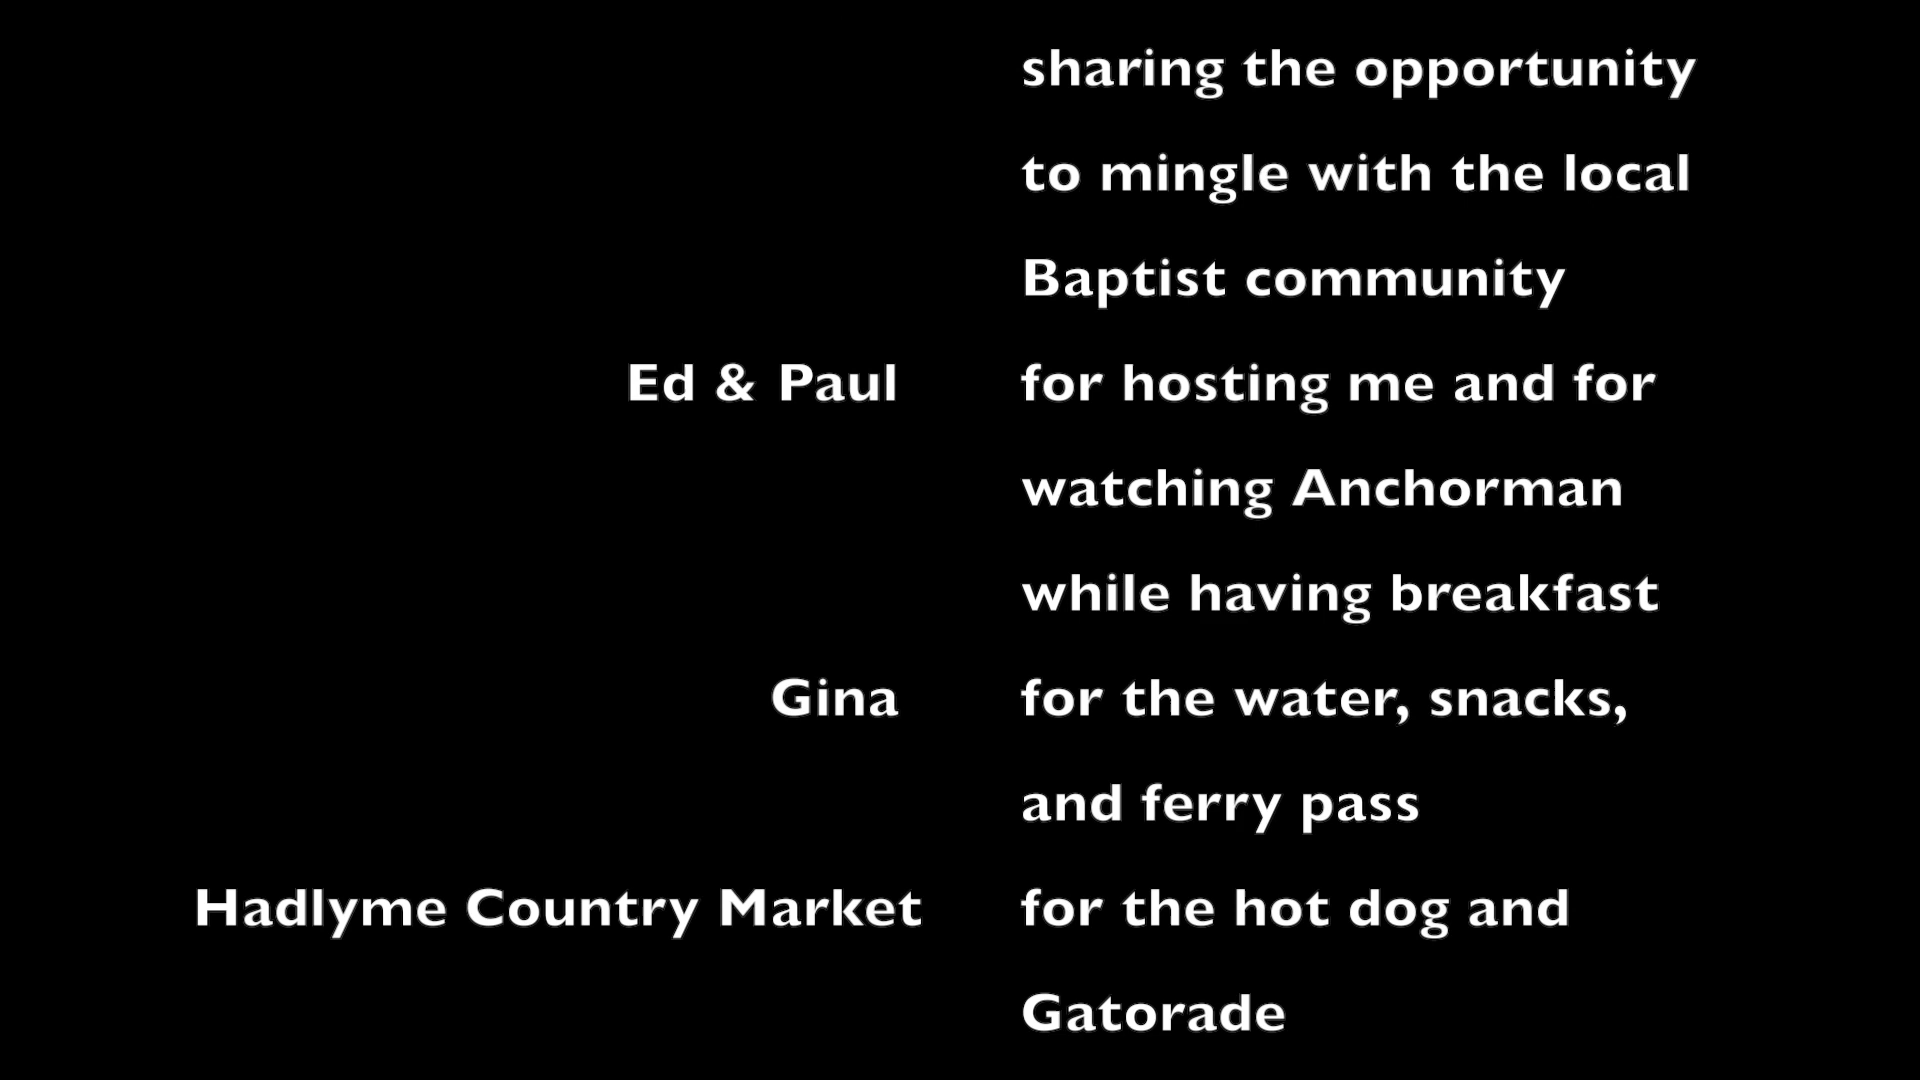 sharing the opportunity
to mingle with the local
Baptist community
Ed & Paul for hosting me and for
watching Anchorman
while having breakfast
Gina for the water, snacks,
and ferry pass
Hadlyme Country Market for the hot dog and
Gatorade